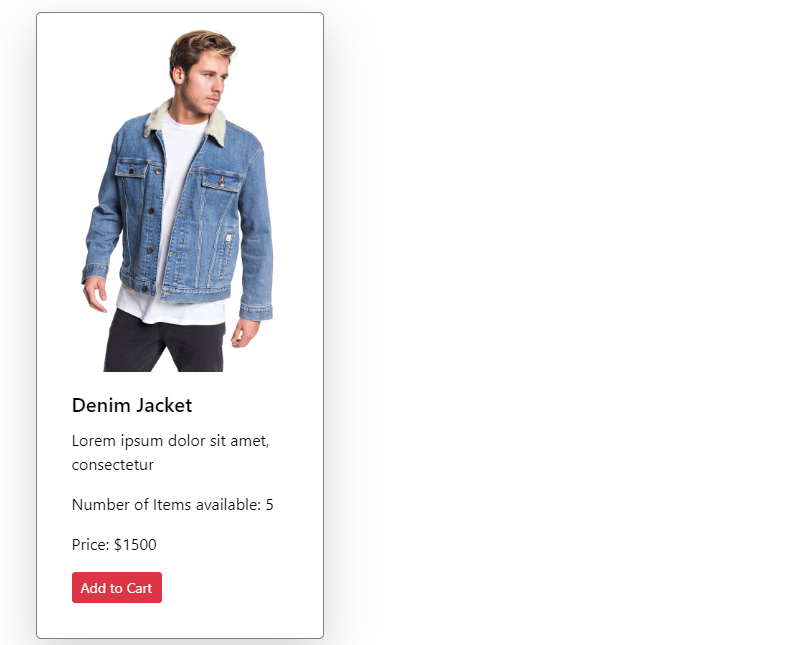 Denim Jacket
Lorem ipsum dolor sit amet,
consectetur
Number of Items available: 5
Price: $1500
Add to Cart